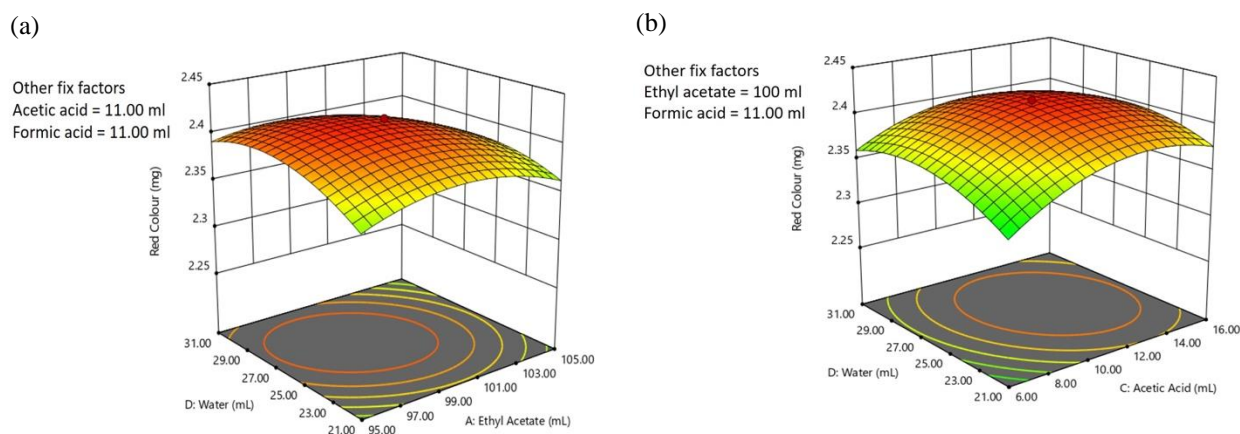 (a)
Other fix factors
Acetic acid = 11.00 ml
Formic acid = 11.00 ml
2.45
2.4
2.35
2.3
2.25
Red Colour (mg)
31.00
29.00
27.00
25.00
23.00
21.00
D: Water (mL)
95.00
97.00
99.00
101.00
103.00
105.00
A: Ethyl Acetate (mL)
(b)
Other fix factors
Ethyl acetate = 100 ml
Formic acid = 11.00 ml
2.45
2.4
2.35
2.3
2.25
Red Colour (mg)
31.00
29.00
27.00
25.00
23.00
21.00
D: Water (mL)
6.00
8.00
10.00
12.00
14.00
16.00
C: Acetic Acid (mL)